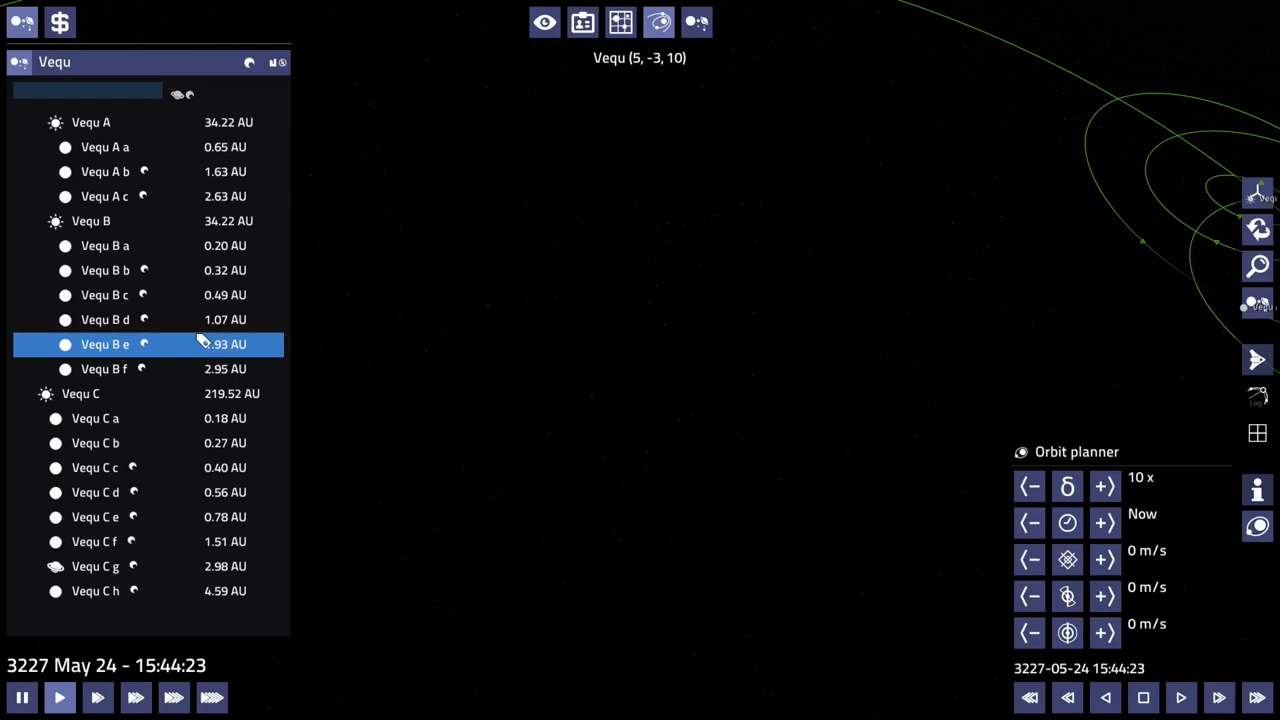 Vequ (5, -3, 10)
Vequ
Vequ A 34.22 AU
Vequ A a 0.65 AU
Vequ A b 1.63 AU
Vequ A c 2.63 AU
Vequ B 34.22 AU
Vequ B a 0.20 AU
Vequ B b 0.32 AU
Vequ B c 0.49 AU
Vequ B d 1.07 AU
Vequ B e .93 AU
Vequ B f 2.95 AU
Vequ C 219.52 AU
Vequ C a 0.18 AU
Vequ C b 0.27 AU
Vequ C c 0.40 AU
Vequ C d 0.56 AU
Vequ C e 0.78 AU
Vequ C f 1.51 AU
Vequ C g 2.98 AU
Vequ C h 4.59 AU
3227 May 24 - 15:44:23
Orbit planner
10 x
Now
0 m/s
0 m/s
0 m/s
3227-05-24 15:44:23